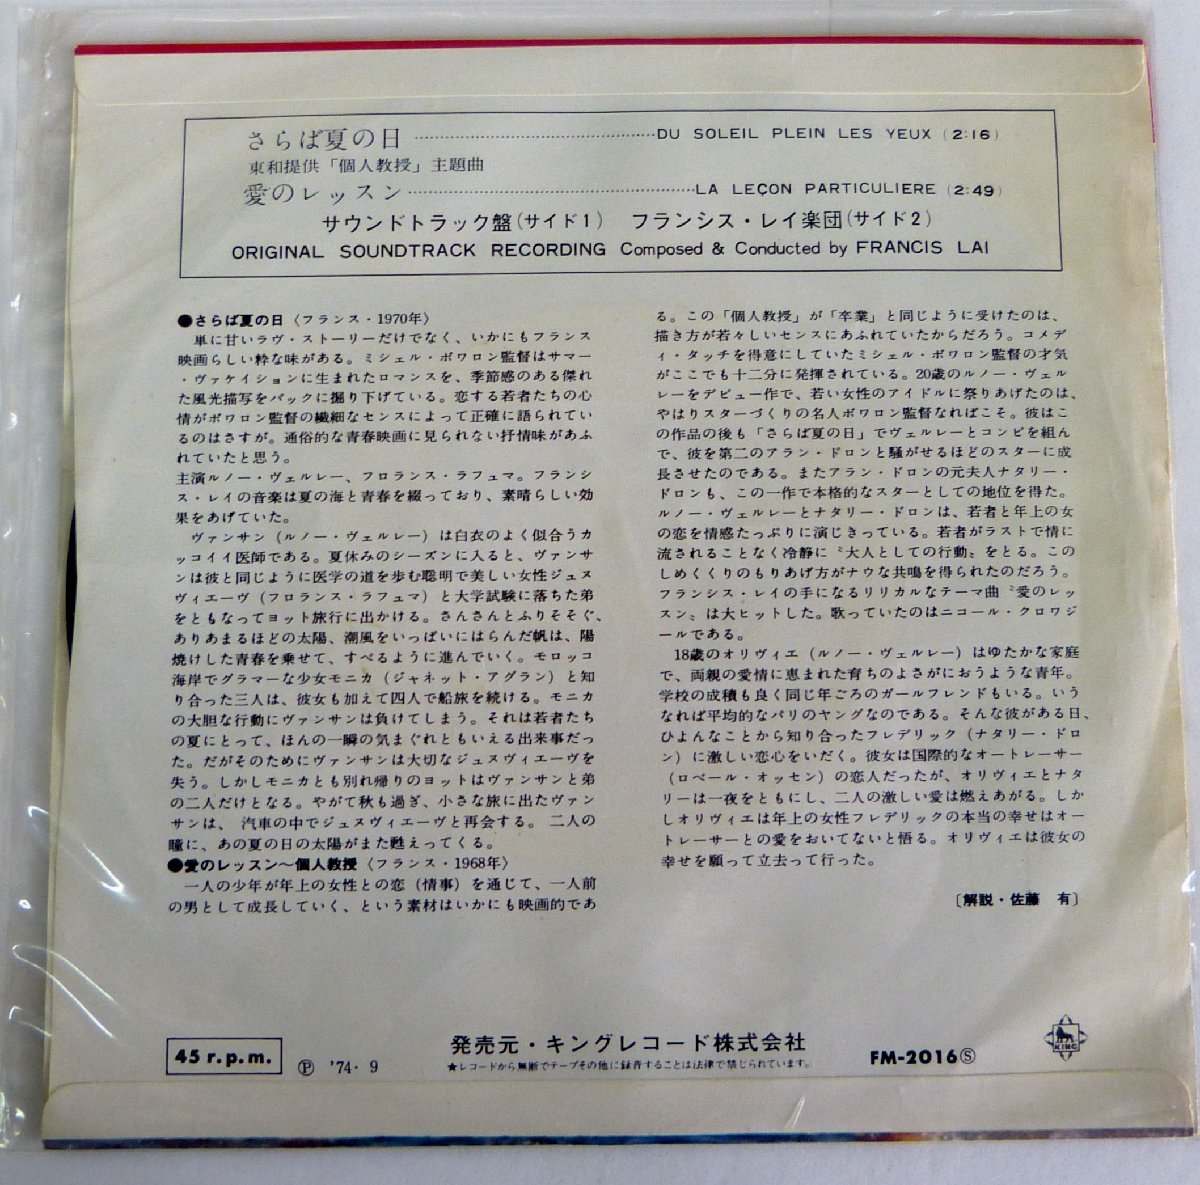 さらば夏の日 ……………………………… DU SOLEIL PLEIN LES YEUX (2:16)
東和提供「個人教授」主題曲
愛のレッスン ……………………………… LA LEÇON PARTICULIERE (2:49)
サウンドトラック盤(サイド1) フランシス・レイ楽団(サイド2)
ORIGINAL SOUNDTRACK RECORDING Composed & Conducted by FRANCIS LAI
●さらば夏の日〈フランス・1970年〉
単に甘いラヴ・ストーリーだけでなく、いかにもフランス
映画らしい粋な味がある。ミシェル・ボワロン監督はサマー
・ヴァケイションに生まれたロマンスを、季節感のある傑れ
た風光描写をバックに掘り下げている。恋する若者たちの心
情がボワロン監督の繊細なセンスによって正確に語られてい
るのはさすが。通俗的な青春映画に見られない抒情味があふ
れていたと思う。
主演ルノー・ヴェルレー、フロランス・ラフュマ。フランシ
ス・レイの音楽は夏の海と青春を綴っており、素晴らしい効
果をあげていた。
ヴァンサン(ルノー・ヴェルレー)は白衣のよく似合うカ
ッコイイ医師である。夏休みのシーズンに入ると、ヴァンサ
ンは彼と同じように医学の道を歩む聡明で美しい女性ジュヌ
ヴィエーヴ(フロランス・ラフュマ)と大学試験に落ちた弟
をともなってヨット旅行に出かける。さんさんとふりそそぐ、
ありあまるほどの太陽、潮風をいっぱいにはらんだ帆は、陽
焼けした青春を乗せて、すべるように進んでいく。モロッコ
海岸でグラマーな少女モニカ(ジャネット・アグラン)と知
り合った三人は、彼女も加えて四人で船旅を続ける。モニカ
の大胆な行動にヴァンサンは負けてしまう。それは若者たち
の夏にとって、ほんの一瞬の気まぐれともいえる出来事だっ
た。だがそのためにヴァンサンは大切なジュヌヴィエーヴを
失う。しかしモニカとも別れ帰りのヨットはヴァンサンと弟
の二人だけとなる。やがて秋も過ぎ、小さな旅に出たヴァン
サンは、汽車の中でジュヌヴィエーヴと再会する。二人の
瞳に、あの夏の日の太陽がまた甦えってくる。
●愛のレッスン〜個人教授〈フランス・1968年〉
一人の少年が年上の女性との恋(情事)を通じて、一人前
の男として成長していく、という素材はいかにも映画的であ
る。この「個人教授」が「卒業」と同じように受けたのは、
描き方が若々しいセンスにあふれていたからだろう。コメデ
ィ・タッチを得意にしていたミシェル・ボワロン監督の才気
がここでも十二分に発揮されている。20歳のルノー・ヴェル
レーをデビュー作で、若い女性のアイドルに祭りあげたのは、
やはりスターづくりの名人ボワロン監督なればこそ。彼はこ
の作品の後も「さらば夏の日」でヴェルレーとコンビを組ん
で、彼を第二のアラン・ドロンと騒がせるほどのスターに成
長させたのである。またアラン・ドロンの元夫人ナタリー・
ドロンも、この一作で本格的なスターとしての地位を得た。
ルノー・ヴェルレーとナタリー・ドロンは、若者と年上の女
の恋を情感たっぷりに演じきっている。若者がラストで情に
流されることなく冷静に〝大人としての行動〟をとる。この
しめくくりのもりあげ方がナウな共鳴を得られたのだろう。
フランシス・レイの手になるリリカルなテーマ曲〝愛のレッ
スン〟は大ヒットした。歌っていたのはニコール・クロワジ
ールである。
18歳のオリヴィエ(ルノー・ヴェルレー)はゆたかな家庭
で、両親の愛情に恵まれた育ちのよさがにおうような青年。
学校の成績も良く同じ年ごろのガールフレンドもいる。いう
なれば平均的なパリのヤングなのである。そんな彼がある日、
ひよんなことから知り合ったフレデリック(ナタリー・ドロ
ン)に激しい恋心をいだく。彼女は国際的なオートレーサー
(ロベール・オッセン)の恋人だったが、オリヴィエとナタ
リーは一夜をともにし、二人の激しい愛は燃えあがる。しか
しオリヴィエは年上の女性フレデリックの本当の幸せはオー
トレーサーとの愛をおいてないと悟る。オリヴィエは彼女の
幸せを願って立去って行った。
〔解説・佐藤 有〕
45 r.p.m. Ⓟ '74・9
発売元・キングレコード株式会社
★レコードから無断でテープその他に録音することは法律で禁じられています。
FM-2016Ⓢ
KING